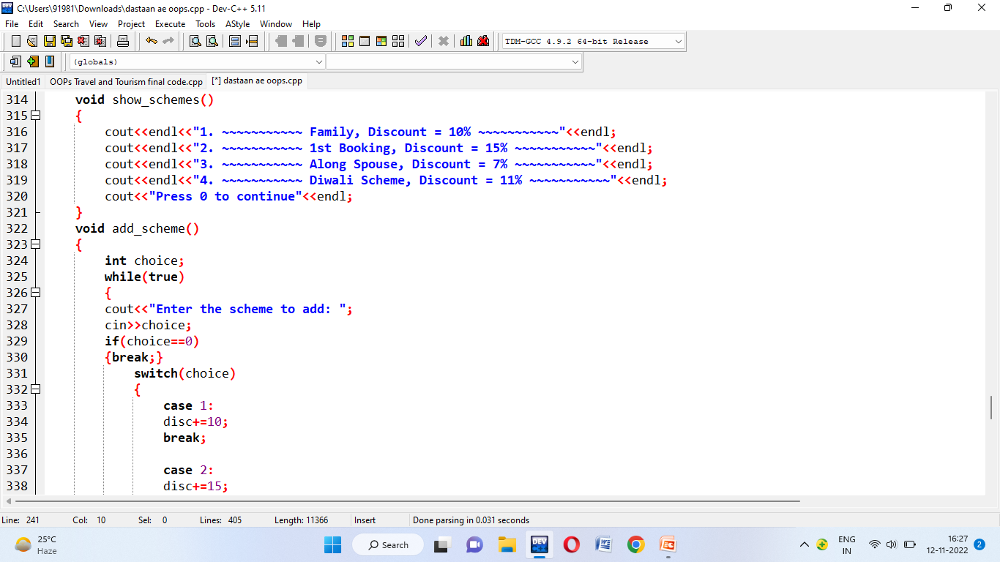 C:\Users\91981\Downloads\dastaan ae oops.cpp - Dev-C++ 5.11
File Edit Search View Project Execute Tools AStyle Window Help
TDM-GCC 4.9.2 64-bit Release
(globals)
Untitled1 OOPs Travel and Tourism final code.cpp [*] dastaan ae oops.cpp
314 void show_schemes()
315 {
316 cout<<endl<<"1. ~~~~~~~~~~~ Family, Discount = 10% ~~~~~~~~~~~"<<endl;
317 cout<<endl<<"2. ~~~~~~~~~~~ 1st Booking, Discount = 15% ~~~~~~~~~~~"<<endl;
318 cout<<endl<<"3. ~~~~~~~~~~~ Along Spouse, Discount = 7% ~~~~~~~~~~~"<<endl;
319 cout<<endl<<"4. ~~~~~~~~~~~ Diwali Scheme, Discount = 11% ~~~~~~~~~~~"<<endl;
320 cout<<"Press 0 to continue"<<endl;
321 }
322 void add_scheme()
323 {
324 int choice;
325 while(true)
326 {
327 cout<<"Enter the scheme to add: ";
328 cin>>choice;
329 if(choice==0)
330 {break;}
331 switch(choice)
332 {
333 case 1:
334 disc+=10;
335 break;
336
337 case 2:
338 disc+=15;
Line: 241 Col: 10 Sel: 0 Lines: 405 Length: 11366 Insert Done parsing in 0.031 seconds
25°C
Haze
Search
DEV
ENG
IN
16:27
12-11-2022
2